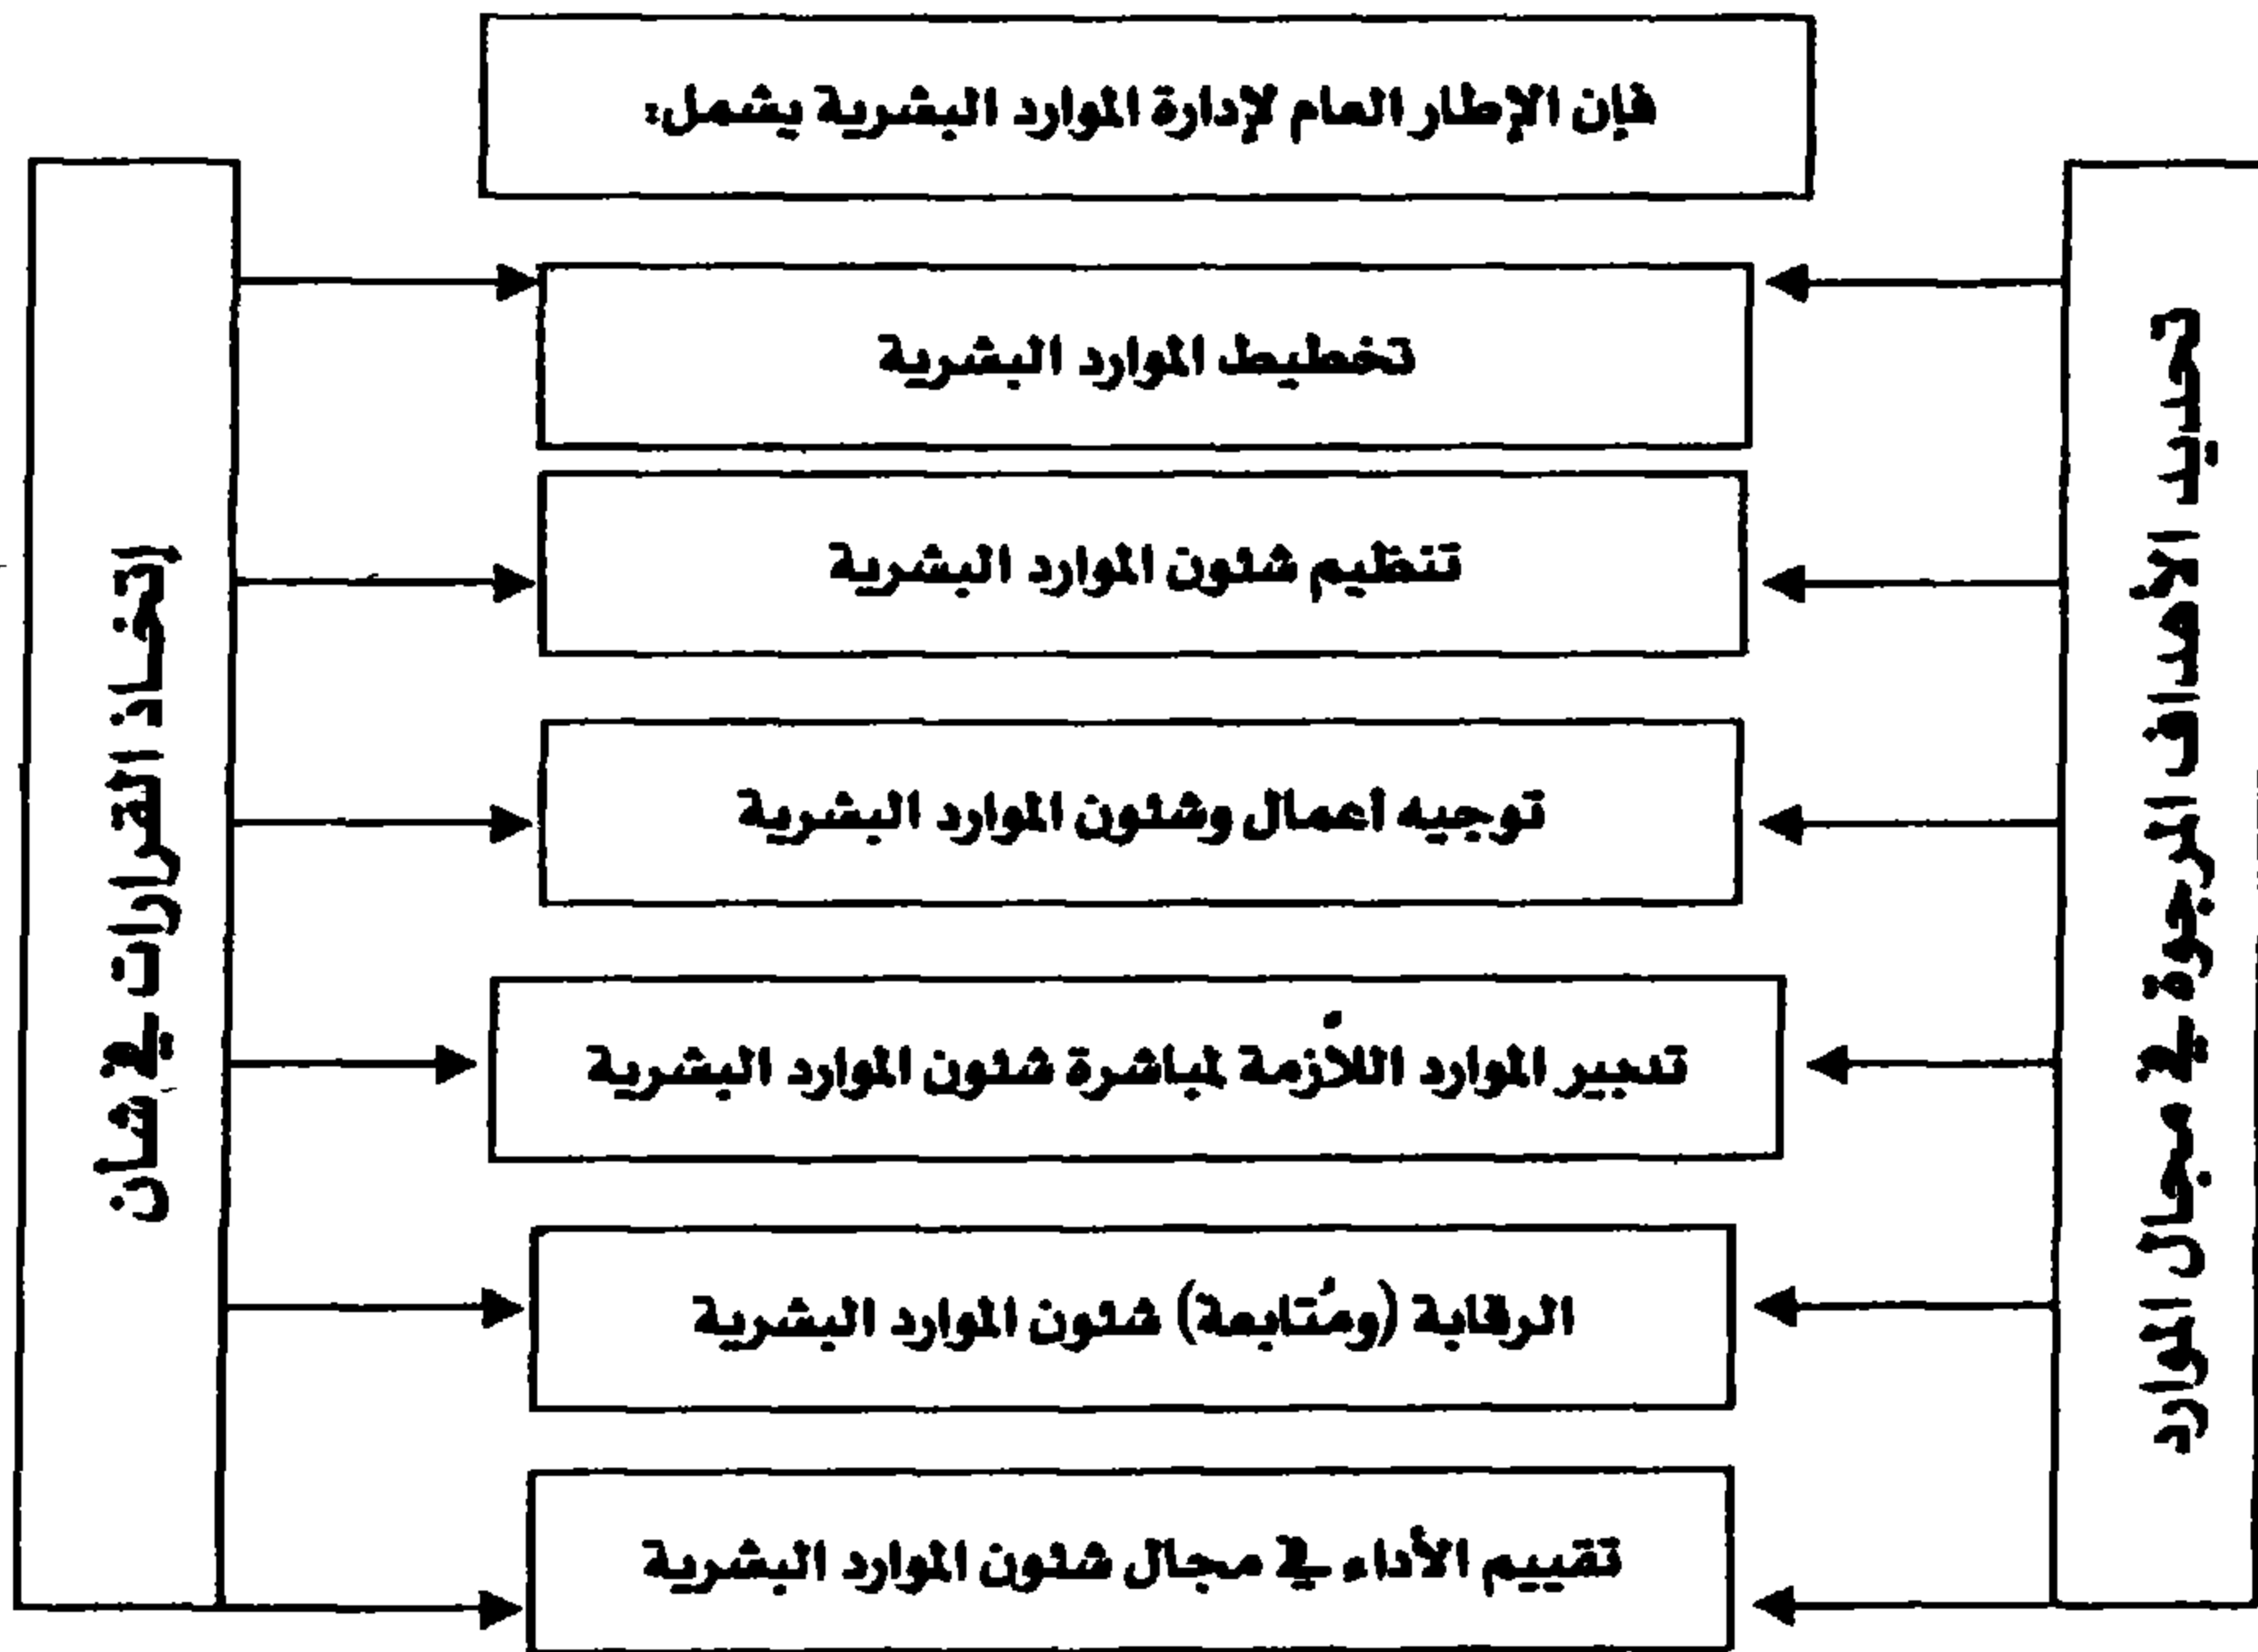 فإن الإطار العام لإدارة الموارد البشرية يشمل:
تحديد الأهداف المرجوة في مجال الموارد
تخطيط الموارد البشرية
تنظيم شئون الموارد البشرية
توجيه أعمال وشئون الموارد البشرية
تدبير الموارد اللازمة لمباشرة شئون الموارد البشرية
الرقابة (ومُتابعة) شئون الموارد البشرية
تقييم الأداء في مجال شئون الموارد البشرية
إتخاذ القرارات في شأن